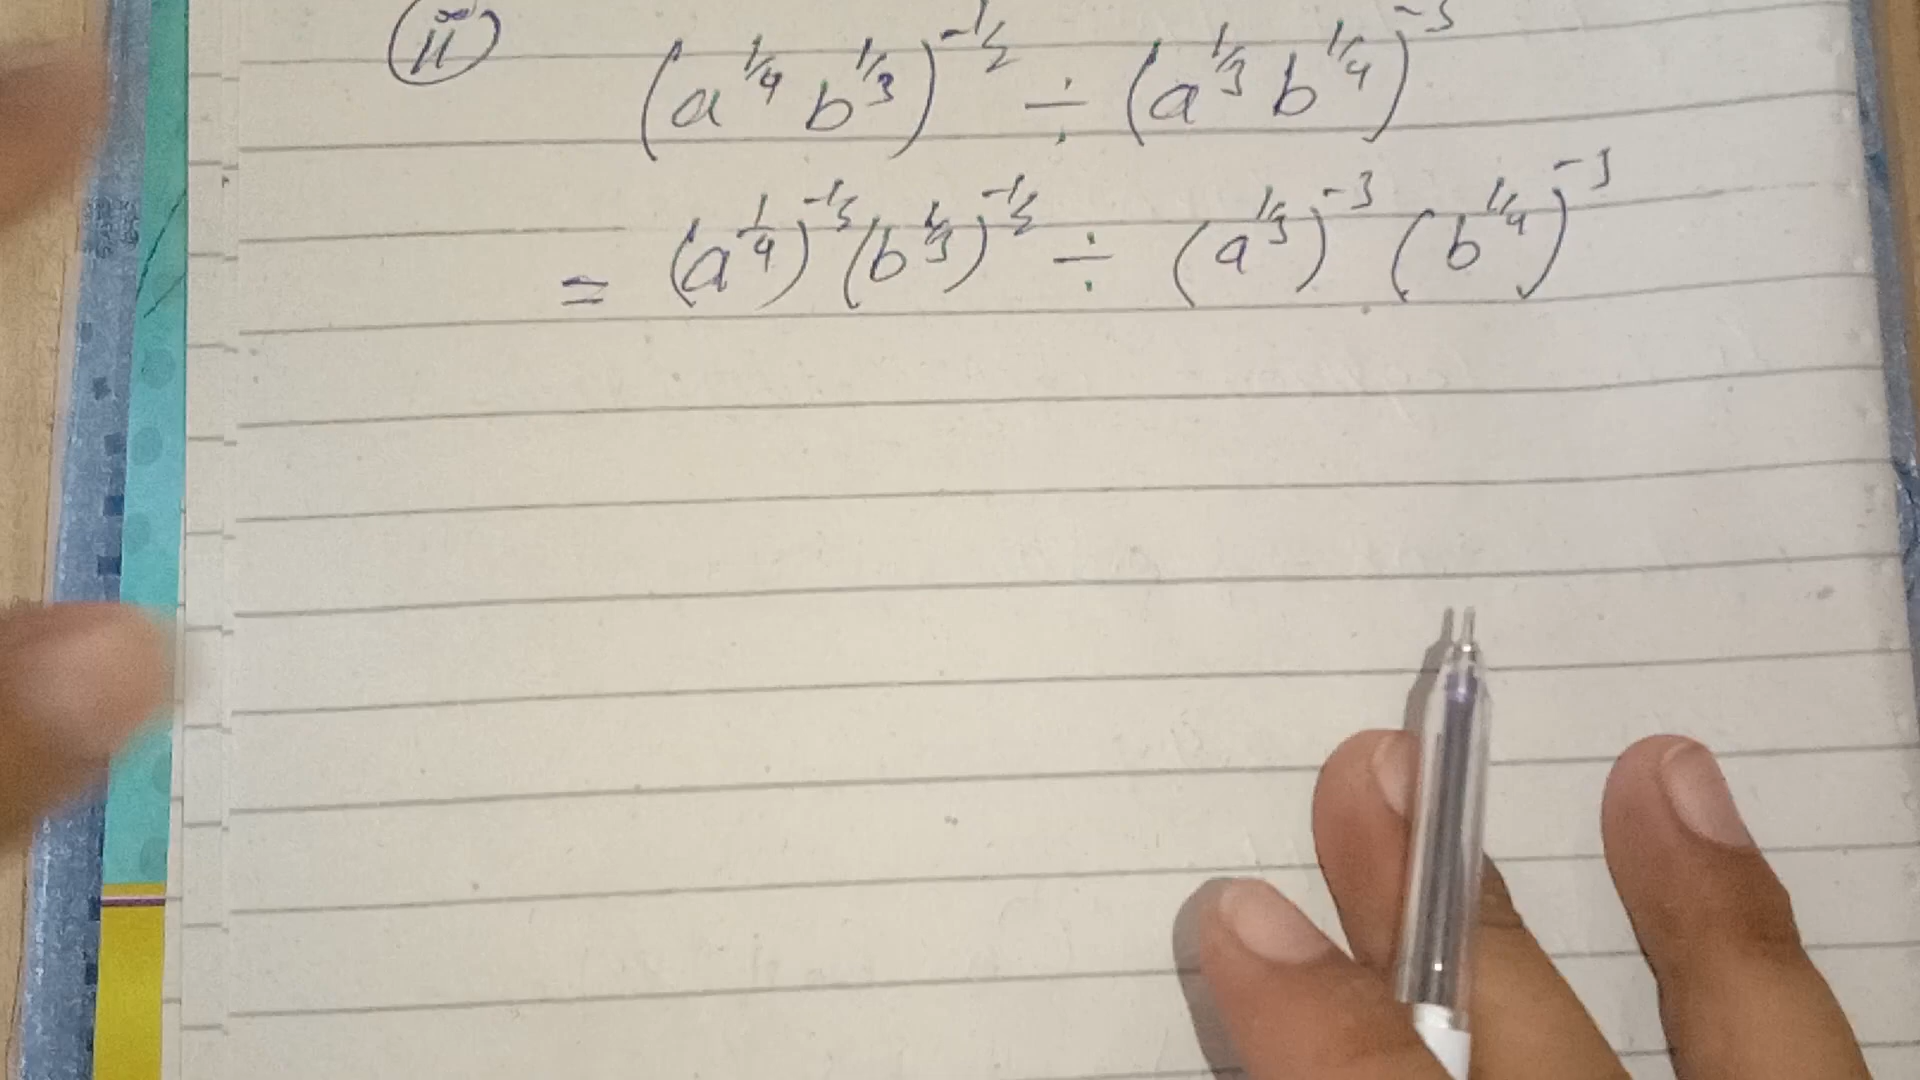 (ii) (a^1/4 b^1/3)^-1/2 ÷ (a^1/3 b^1/4)^-3
= (a^1/4)^-1/2 (b^1/3)^-1/2 ÷ (a^1/3)^-3 (b^1/4)^-3